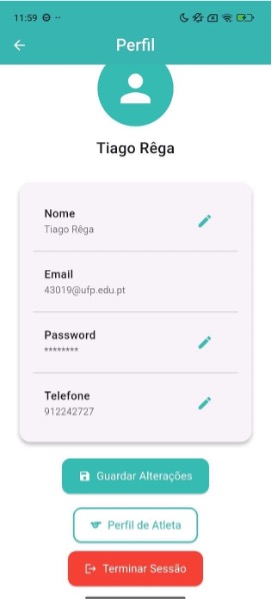 11:59
Perfil
Tiago Rêga
Nome
Tiago Rêga
Email
43019@ufp.edu.pt
Password
********
Telefone
912242727
Guardar Alterações
Perfil de Atleta
Terminar Sessão